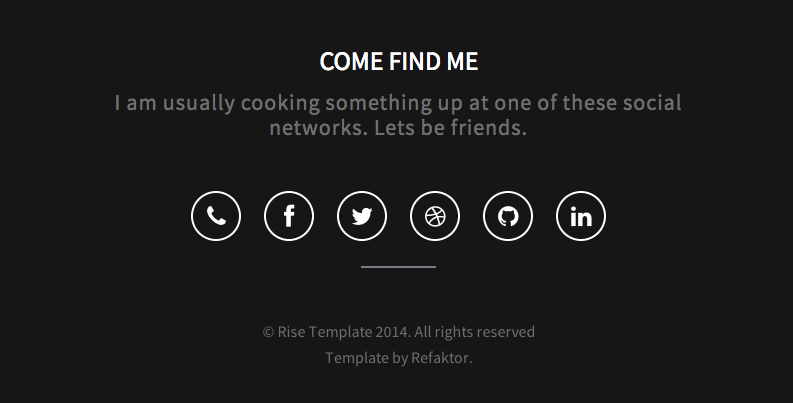 COME FIND ME
I am usually cooking something up at one of these social
networks. Lets be friends.
© Rise Template 2014. All rights reserved
Template by Refaktor.